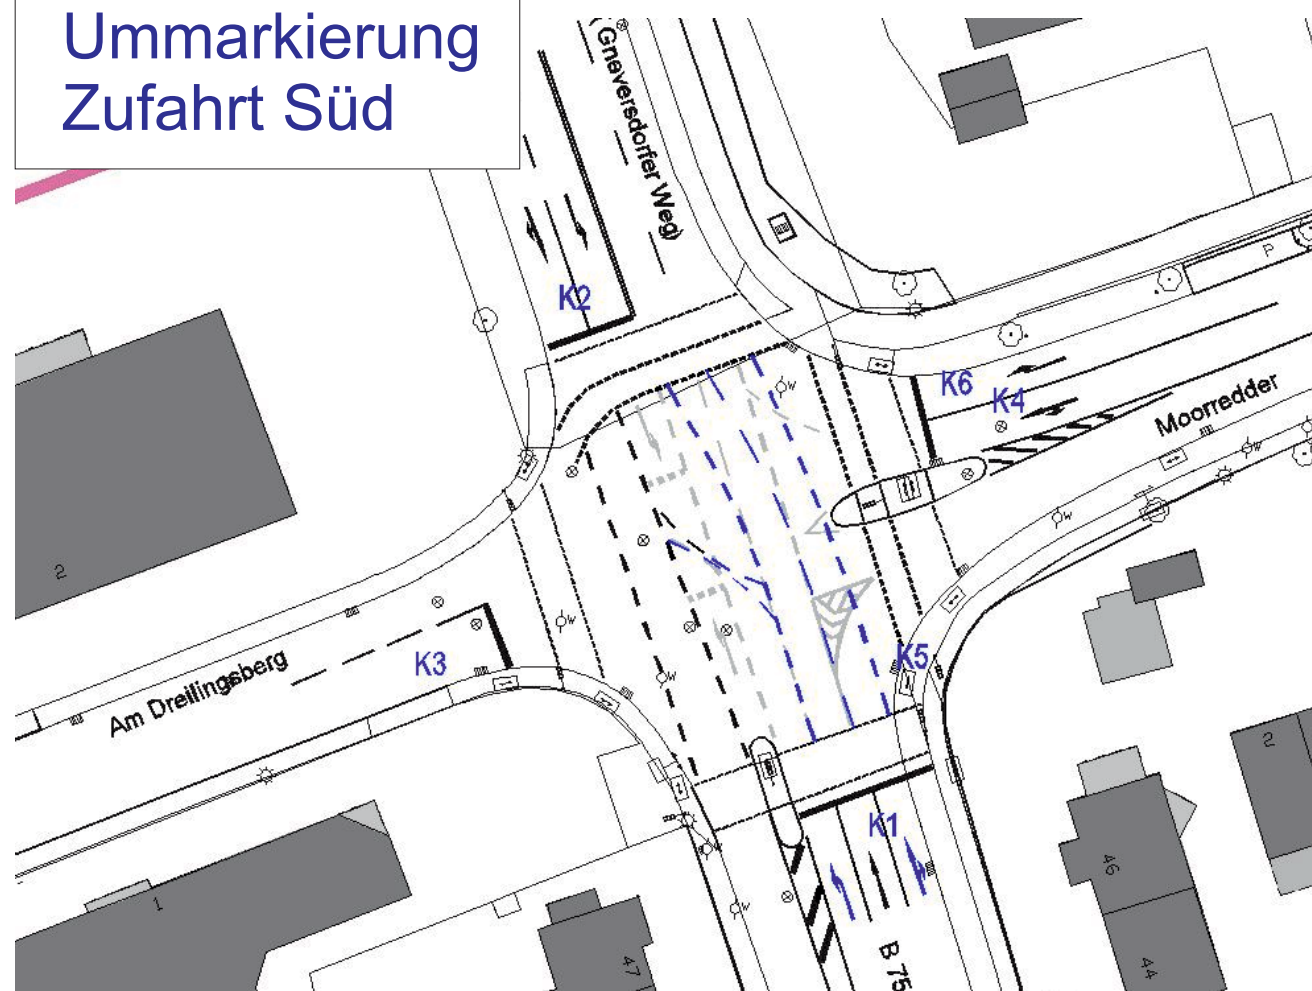 Ummarkierung
Zufahrt Süd
(Gneversdorfer Weg)
K2
P
K6
K4
Moorredder
W
2
W
W
K3
K5
Am Dreilingsberg
W
W
2
K1
W
46
1
W
B 75
47
44